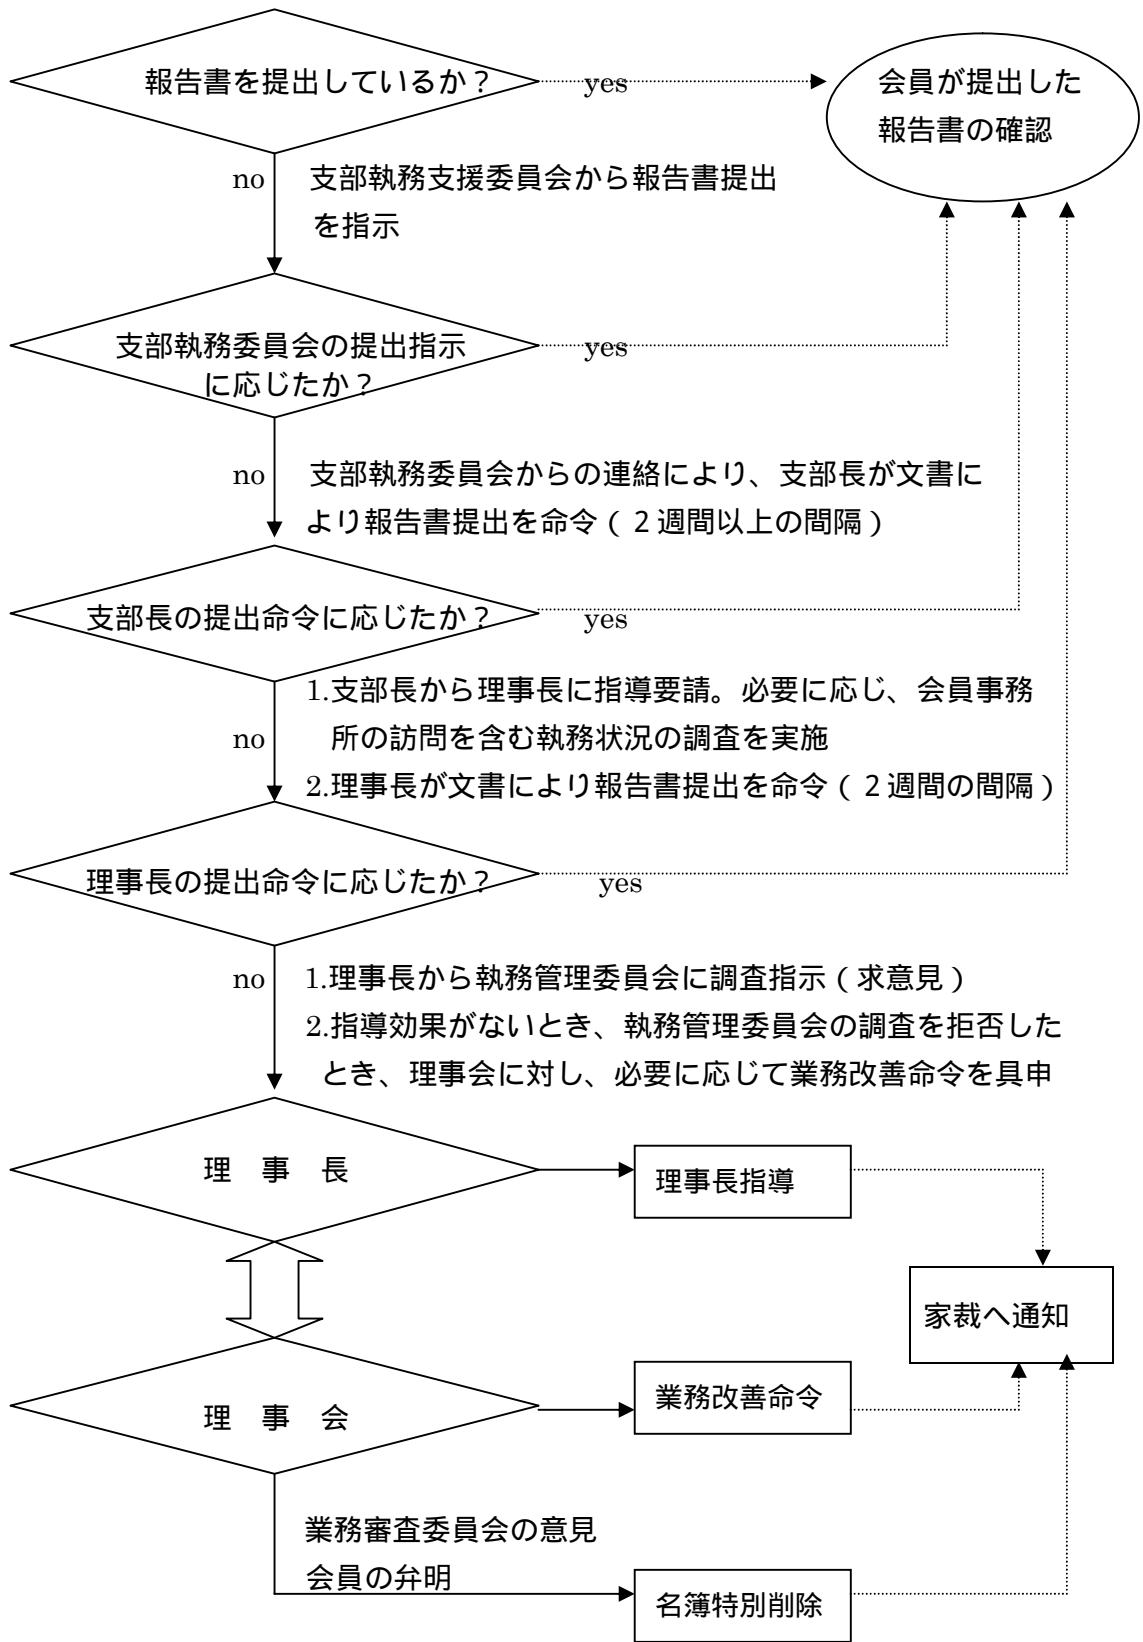 報告書を提出しているか？
yes
会員が提出した
報告書の確認
no
支部執務支援委員会から報告書提出
を指示
支部執務委員会の提出指示
に応じたか？
yes
no
支部執務委員会からの連絡により、支部長が文書に
より報告書提出を命令（２週間以上の間隔）
支部長の提出命令に応じたか？
yes
no
1.支部長から理事長に指導要請。必要に応じ、会員事務
所の訪問を含む執務状況の調査を実施
2.理事長が文書により報告書提出を命令（２週間の間隔）
理事長の提出命令に応じたか？
yes
no
1.理事長から執務管理委員会に調査指示（求意見）
2.指導効果がないとき、執務管理委員会の調査を拒否した
とき、理事会に対し、必要に応じて業務改善命令を具申
理　事　長
理事長指導
家裁へ通知
理　事　会
業務改善命令
業務審査委員会の意見
会員の弁明
名簿特別削除